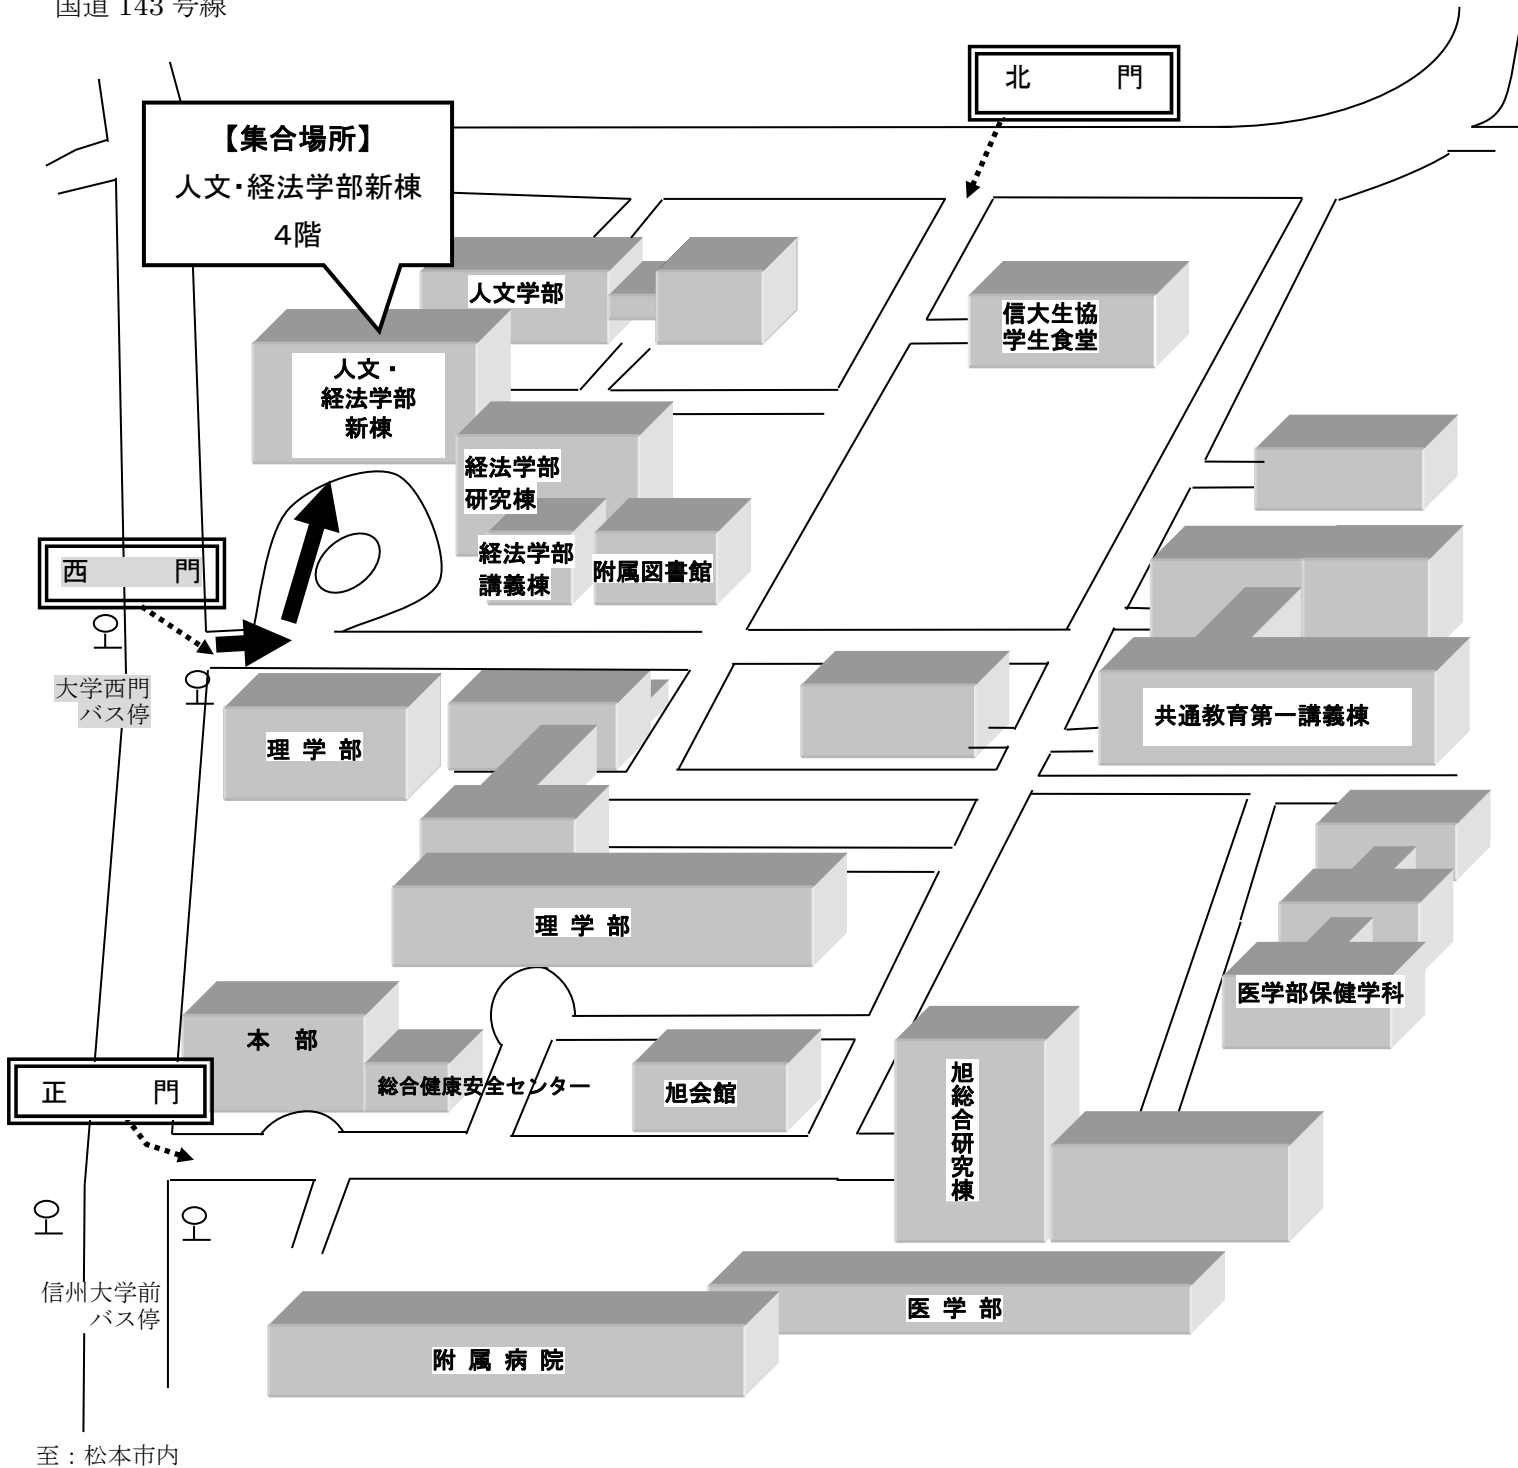 国道 143 号線
北　門
【集合場所】
人文・経法学部新棟
4階
人文学部
信大生協
学生食堂
人文・
経法学部
新棟
経法学部
研究棟
経法学部
講義棟
附属図書館
西　門
大学西門
バス停
共通教育第一講義棟
理 学 部
理 学 部
医学部保健学科
本　部
総合健康安全センター
旭会館
旭総合研究棟
正　門
信州大学前
バス停
医 学 部
附 属 病 院
至：松本市内